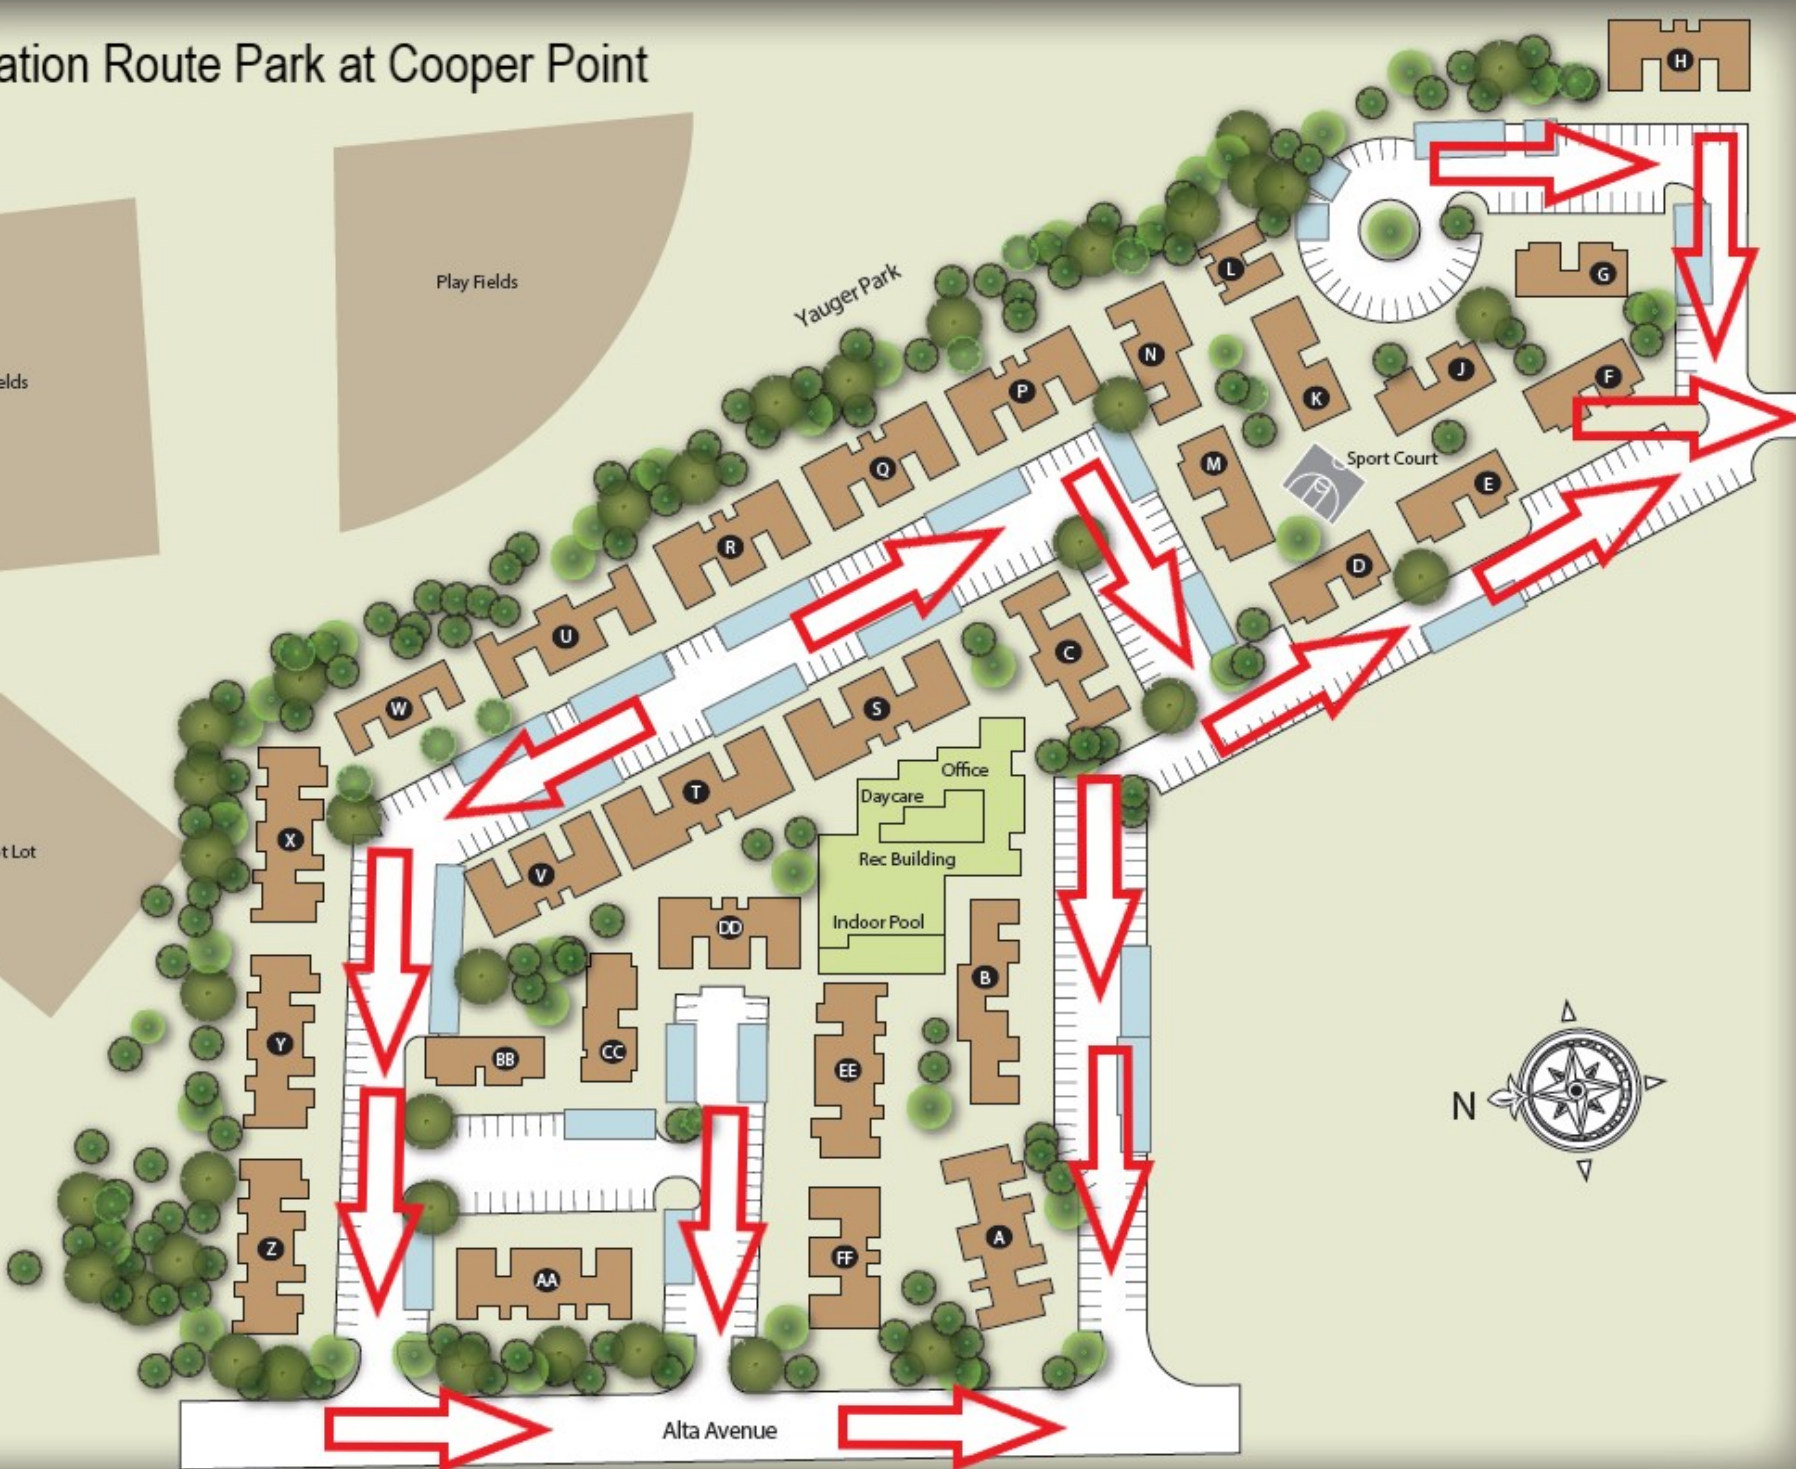 ation Route Park at Cooper Point
H
Play Fields
Yauger Park
L
G
N
J
F
P
K
elds
Q
M
Sport Court
E
R
D
U
C
W
S
Office
T
Daycare
X
t Lot
Rec Building
V
Indoor Pool
DD
B
Y
BB
CC
EE
N
Z
AA
FF
A
Alta Avenue